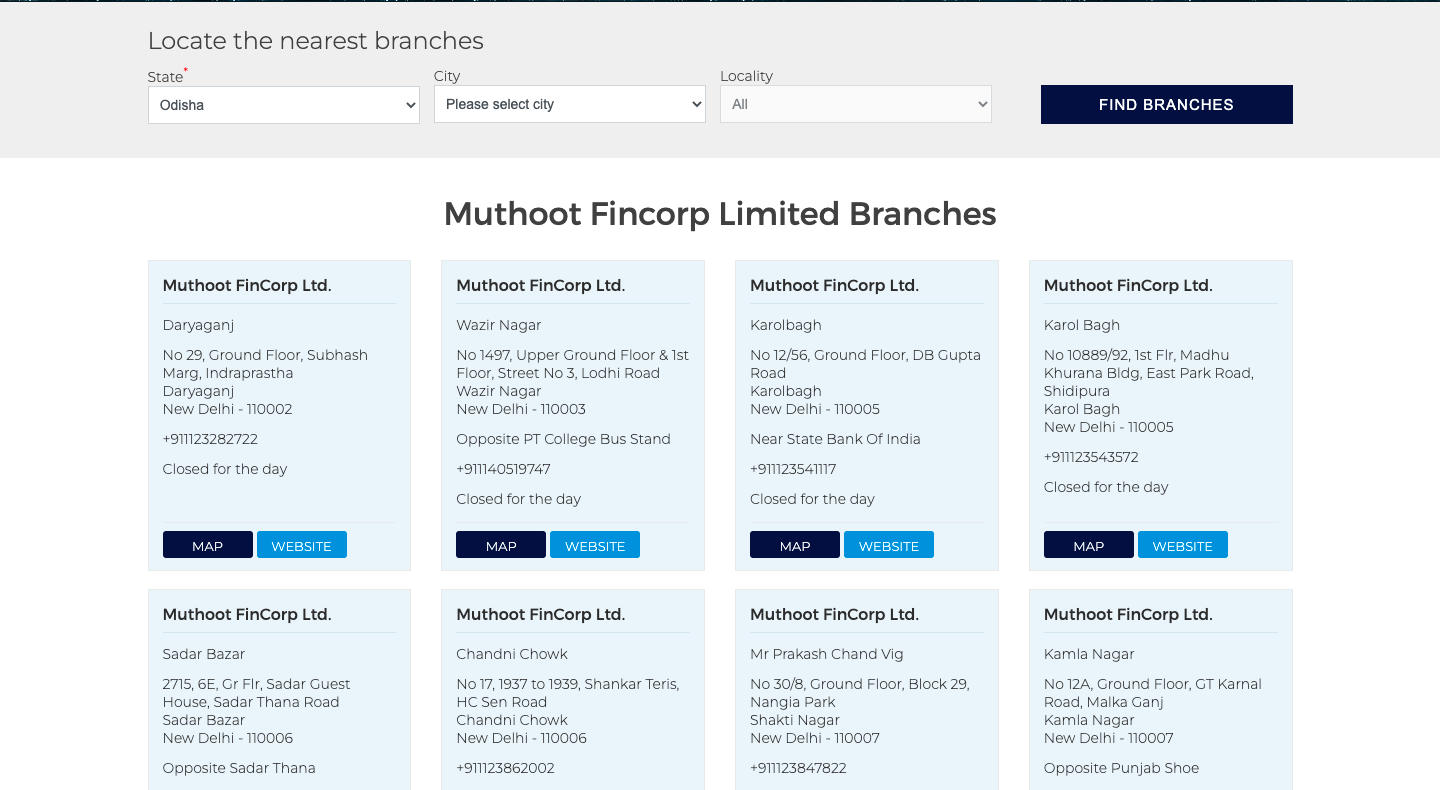 Locate the nearest branches
State*
City
Locality
Odisha
Please select city
All
FIND BRANCHES
Muthoot Fincorp Limited Branches
Muthoot FinCorp Ltd.
Daryaganj
No 29, Ground Floor, Subhash
Marg, Indraprastha
Daryaganj
New Delhi - 110002
+911123282722
Closed for the day
MAP
WEBSITE
Muthoot FinCorp Ltd.
Wazir Nagar
No 1497, Upper Ground Floor & 1st
Floor, Street No 3, Lodhi Road
Wazir Nagar
New Delhi - 110003
Opposite PT College Bus Stand
+911140519747
Closed for the day
MAP
WEBSITE
Muthoot FinCorp Ltd.
Karolbagh
No 12/56, Ground Floor, DB Gupta
Road
Karolbagh
New Delhi - 110005
Near State Bank Of India
+911123541117
Closed for the day
MAP
WEBSITE
Muthoot FinCorp Ltd.
Karol Bagh
No 10889/92, 1st Flr, Madhu
Khurana Bldg, East Park Road,
Shidipura
Karol Bagh
New Delhi - 110005
+911123543572
Closed for the day
MAP
WEBSITE
Muthoot FinCorp Ltd.
Sadar Bazar
2715, 6E, Gr Flr, Sadar Guest
House, Sadar Thana Road
Sadar Bazar
New Delhi - 110006
Opposite Sadar Thana
Muthoot FinCorp Ltd.
Chandni Chowk
No 17, 1937 to 1939, Shankar Teris,
HC Sen Road
Chandni Chowk
New Delhi - 110006
+911123862002
Muthoot FinCorp Ltd.
Mr Prakash Chand Vig
No 30/8, Ground Floor, Block 29,
Nangia Park
Shakti Nagar
New Delhi - 110007
+911123847822
Muthoot FinCorp Ltd.
Kamla Nagar
No 12A, Ground Floor, GT Karnal
Road, Malka Ganj
Kamla Nagar
New Delhi - 110007
Opposite Punjab Shoe